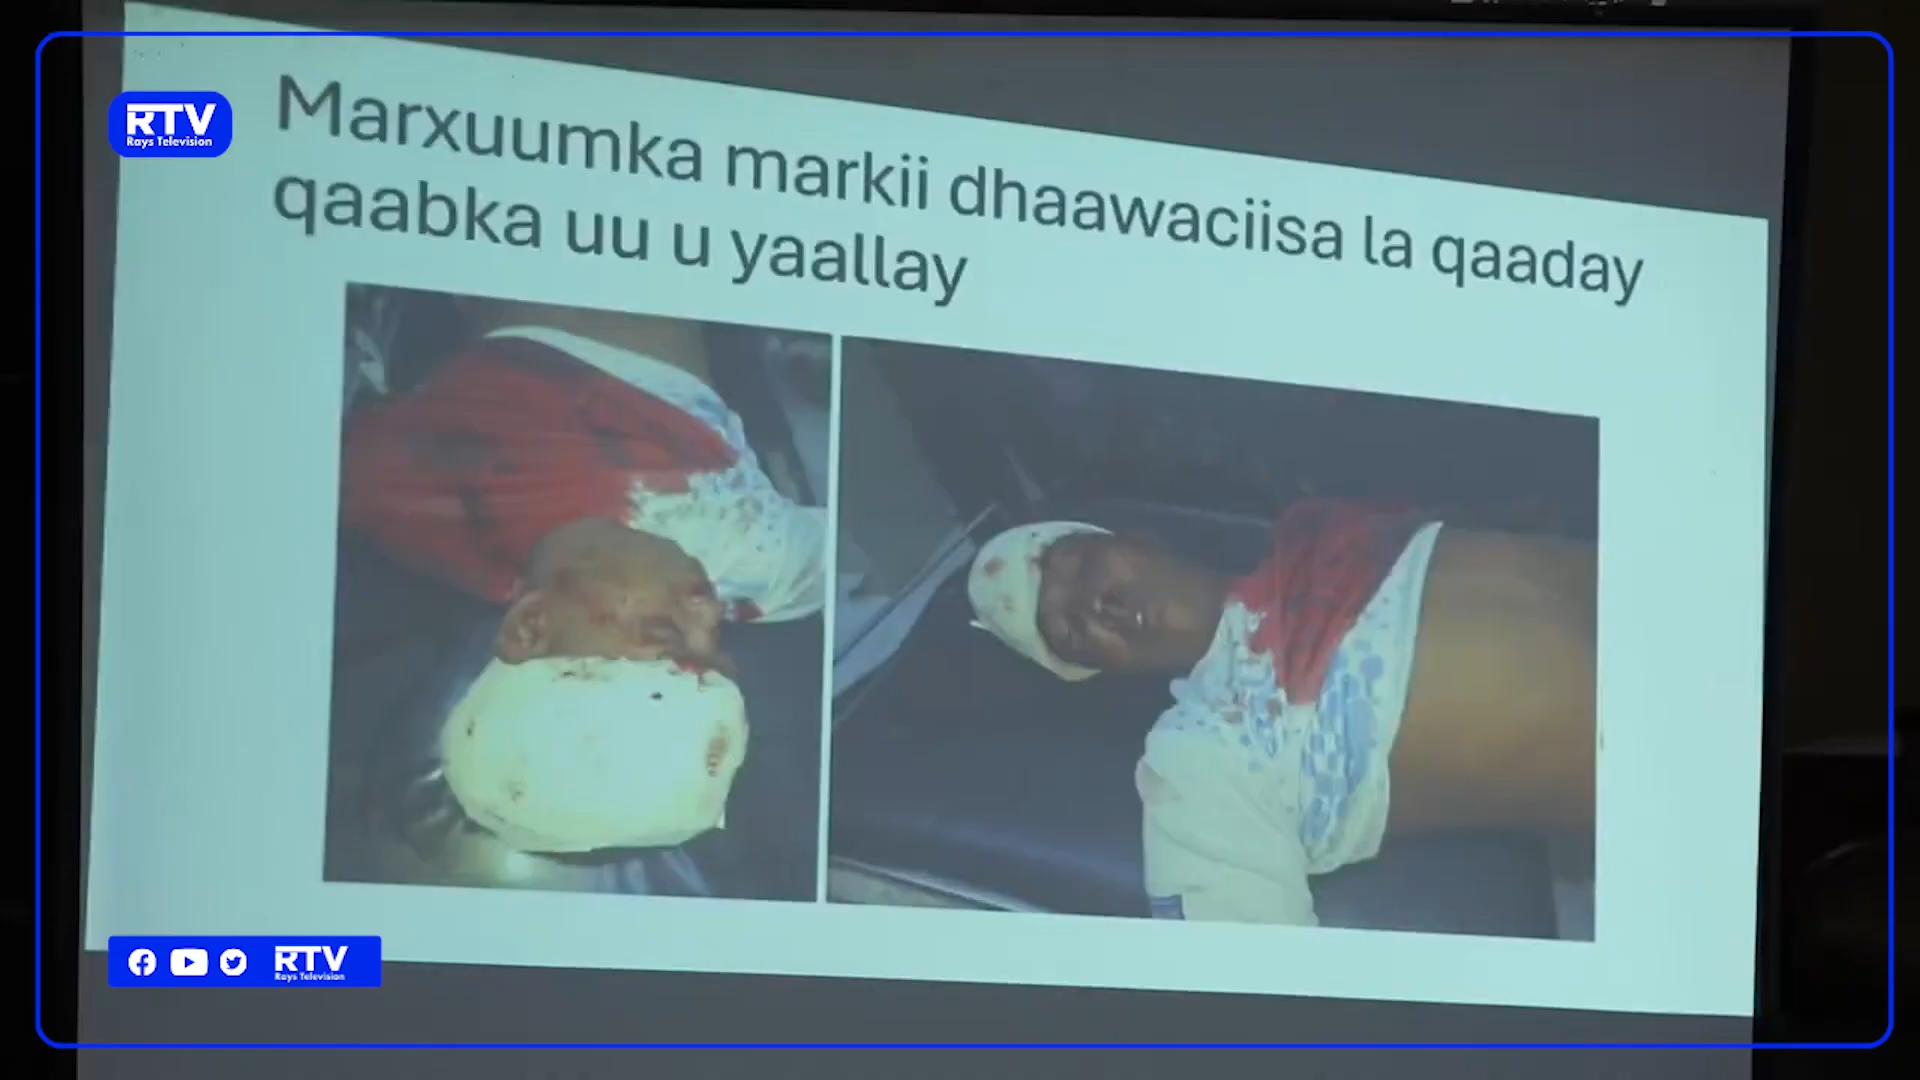 RTV
Rays Television
Marxuumka markii dhaawaciisa la qaaday
qaabka uu u yaallay
RTV
Rays Television